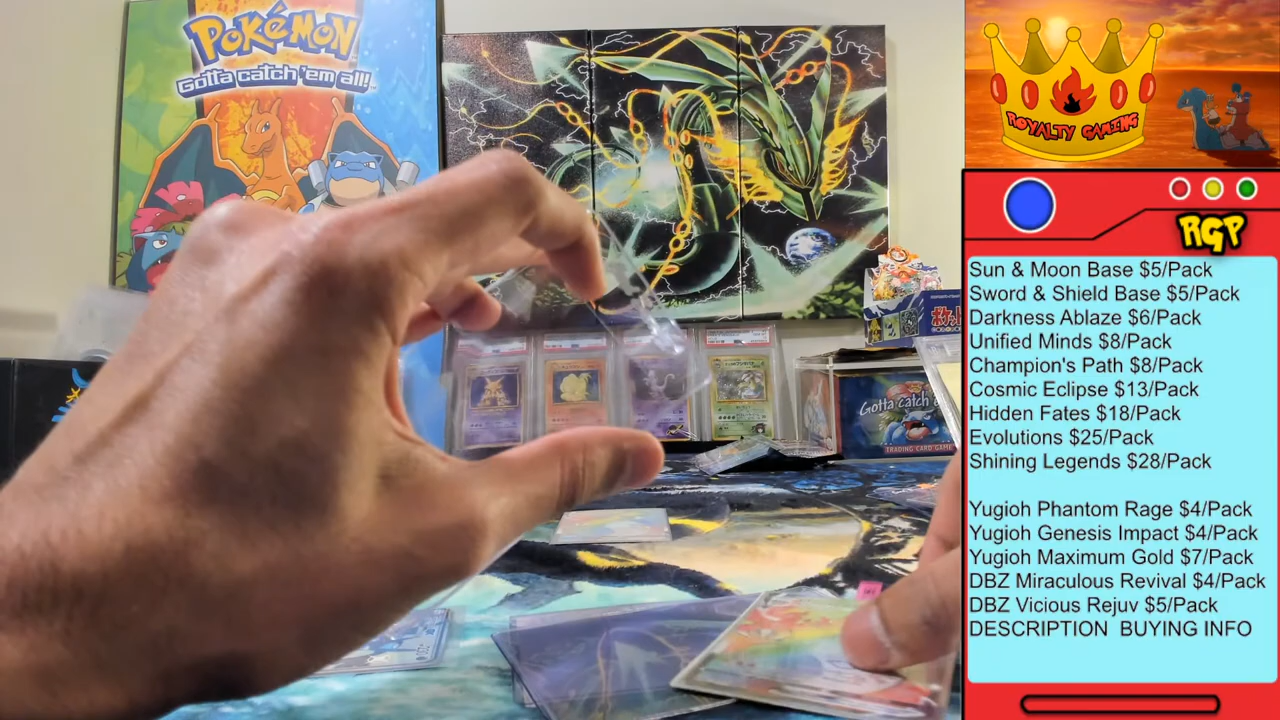 POKéMON
Gotta catch 'em all!
ROYALTY GAMING
RGP
Sun & Moon Base $5/Pack
Sword & Shield Base $5/Pack
Darkness Ablaze $6/Pack
Unified Minds $8/Pack
Champion's Path $8/Pack
Cosmic Eclipse $13/Pack
Hidden Fates $18/Pack
Evolutions $25/Pack
Shining Legends $28/Pack
Yugioh Phantom Rage $4/Pack
Yugioh Genesis Impact $4/Pack
Yugioh Maximum Gold $7/Pack
DBZ Miraculous Revival $4/Pack
DBZ Vicious Rejuv $5/Pack
DESCRIPTION BUYING INFO
Gotta catch
TRADING CARD GAME